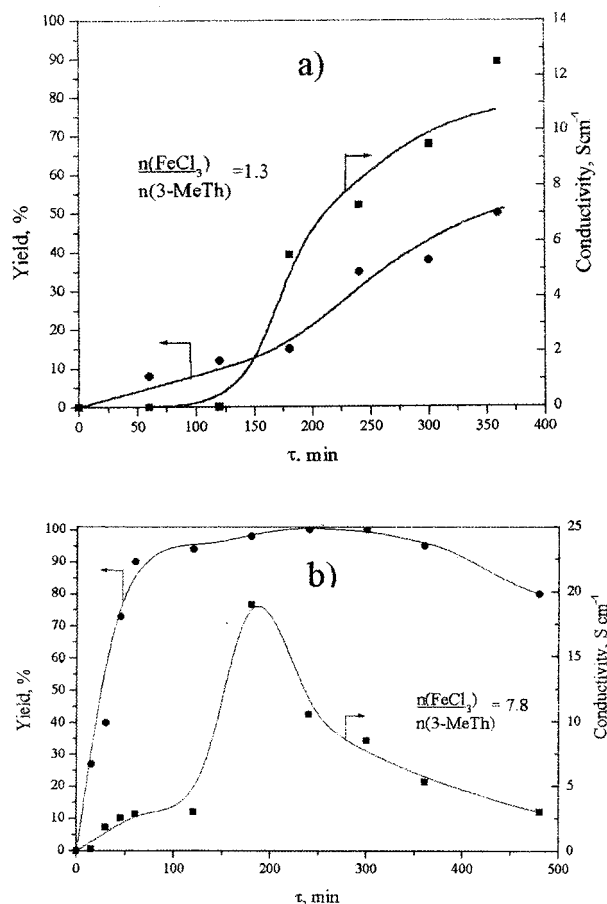 a)
n(FeCl3)
n(3-MeTh) =1.3
Yield, %
100
90
80
70
60
50
40
30
20
10
0
Conductivity, Scm-1
14
12
10
8
6
4
2
0
0 50 100 150 200 250 300 350 400
τ. min
b)
n(FeCl3)
n(3-MeTh) = 7.8
Yield, %
100
90
80
70
60
50
40
30
20
10
0
Conductivity, S cm-1
25
20
15
10
5
0
0 100 200 300 400 500
τ, min